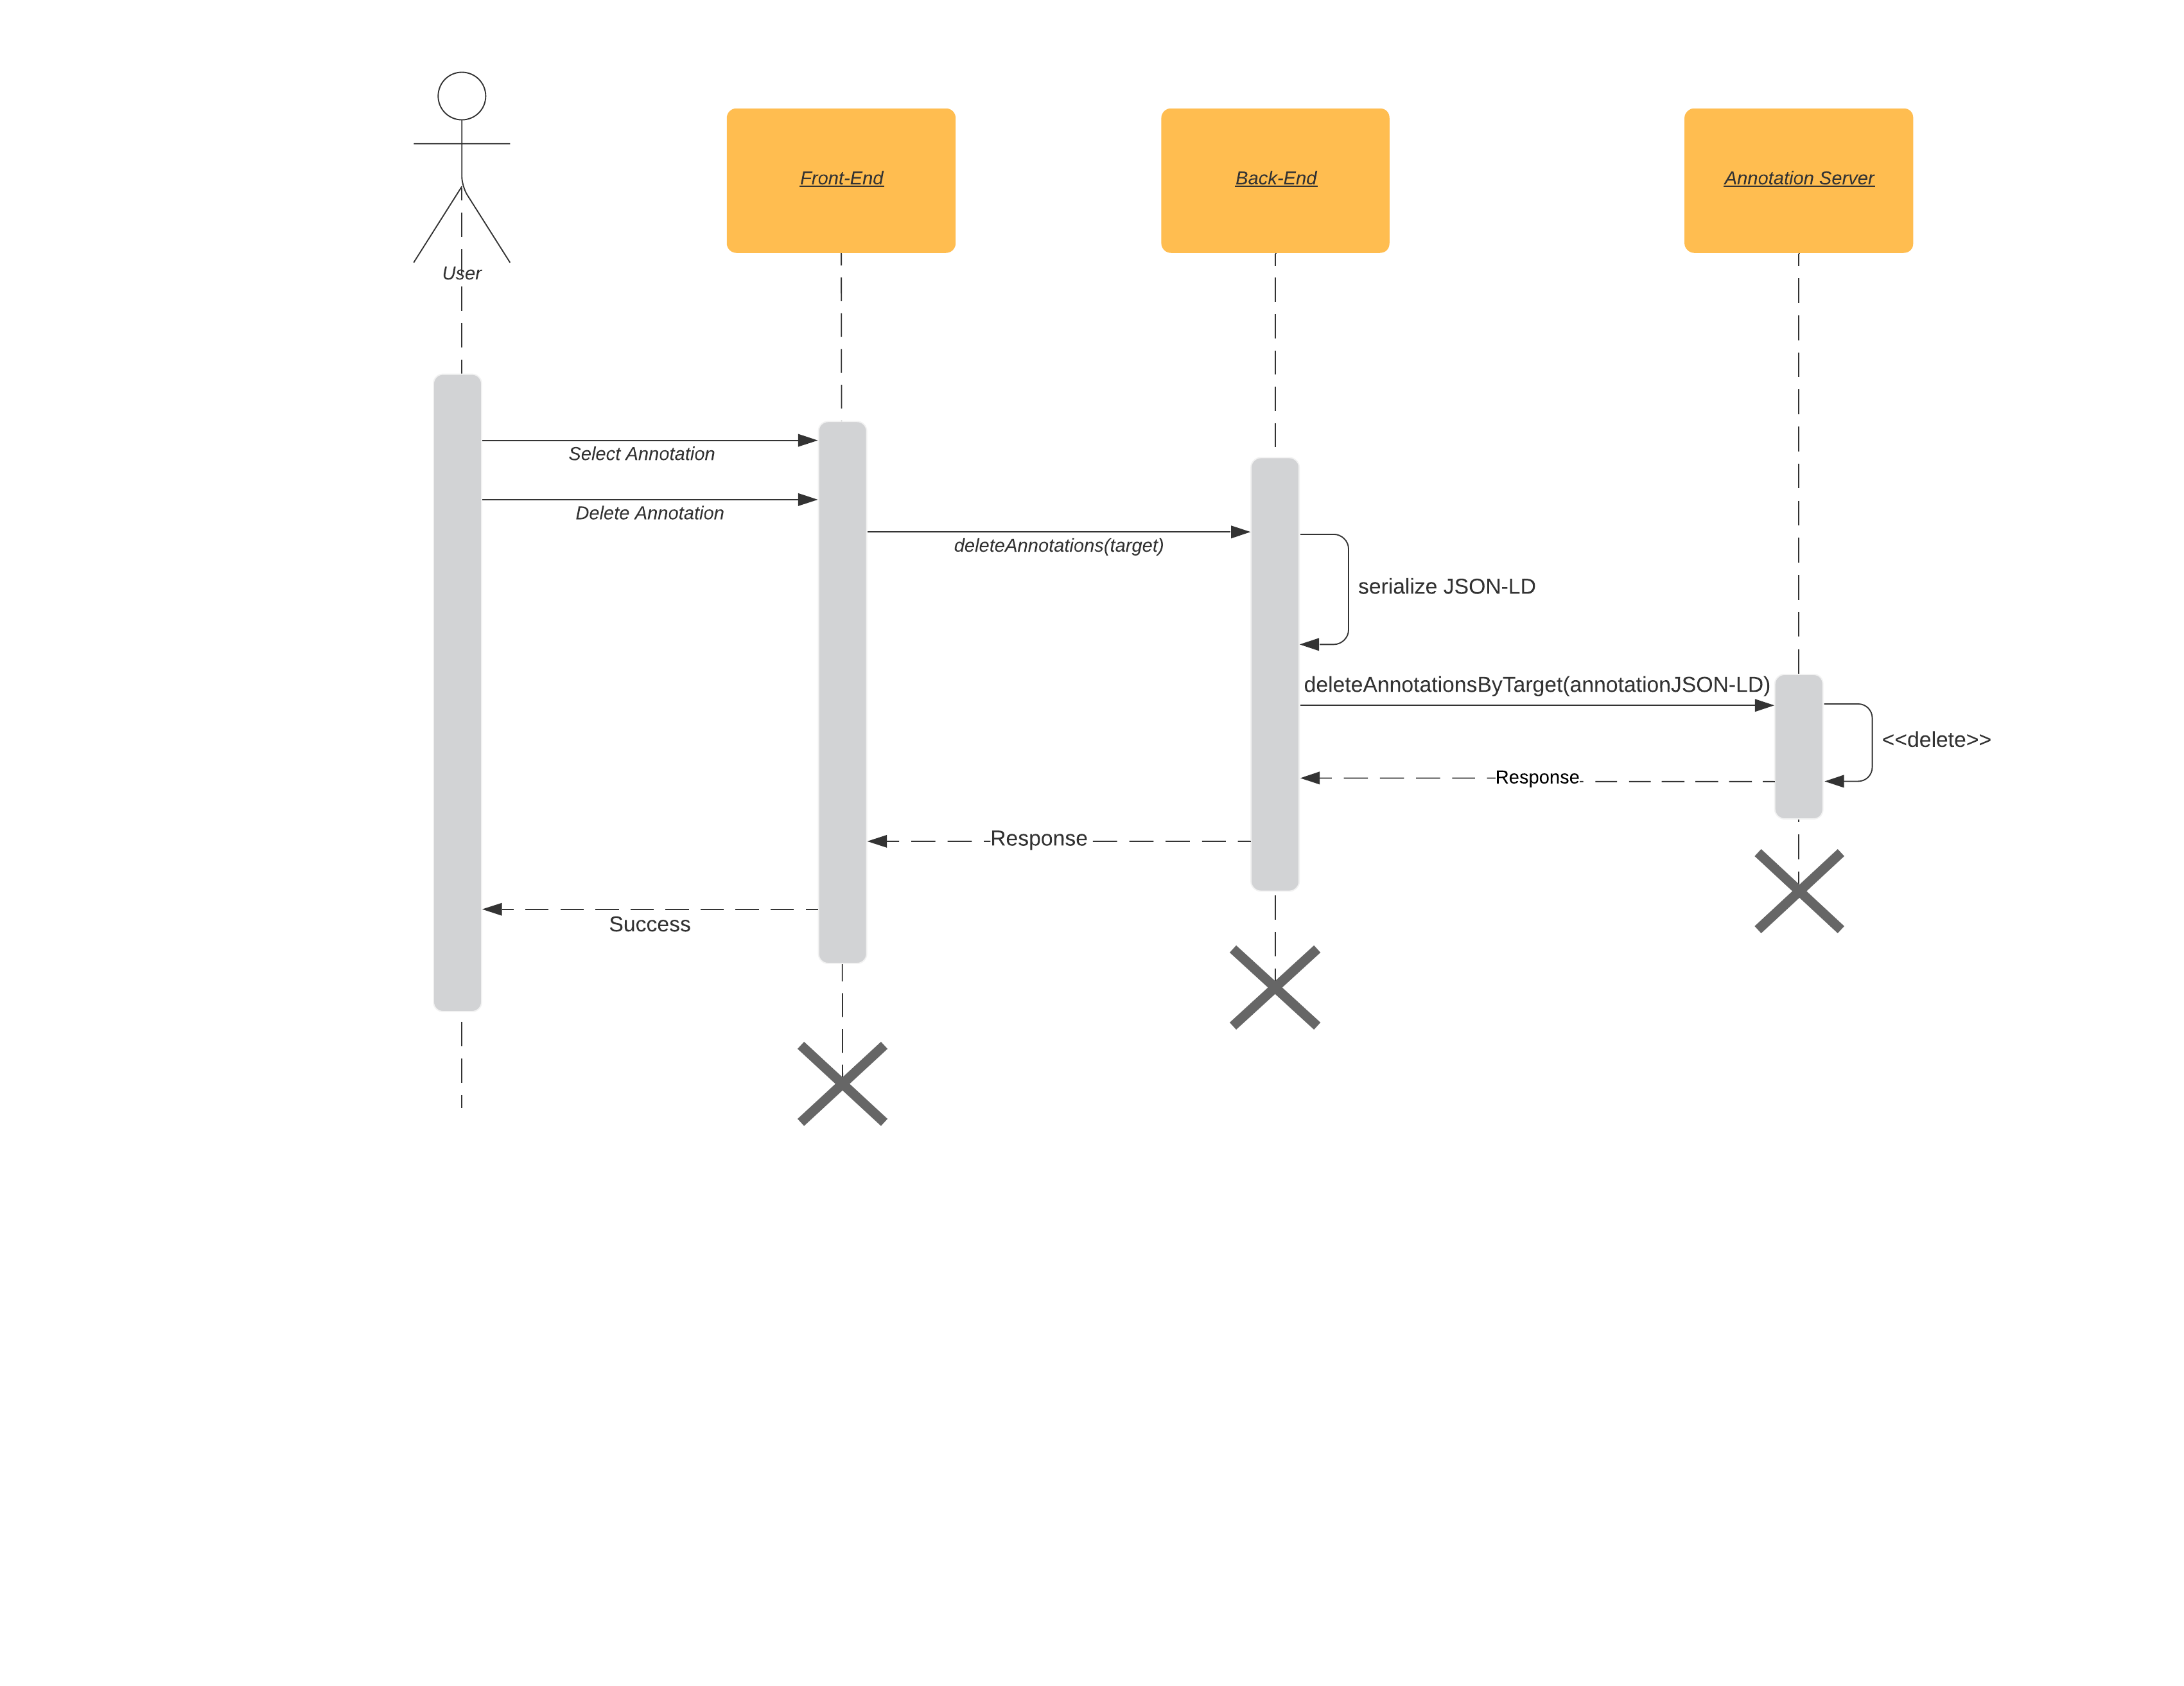 Front-End
Back-End
Annotation Server
User
Select Annotation
Delete Annotation
deleteAnnotations(target)
serialize JSON-LD
deleteAnnotationsByTarget(annotationJSON-LD)
<<delete>>
Response
Response
Success